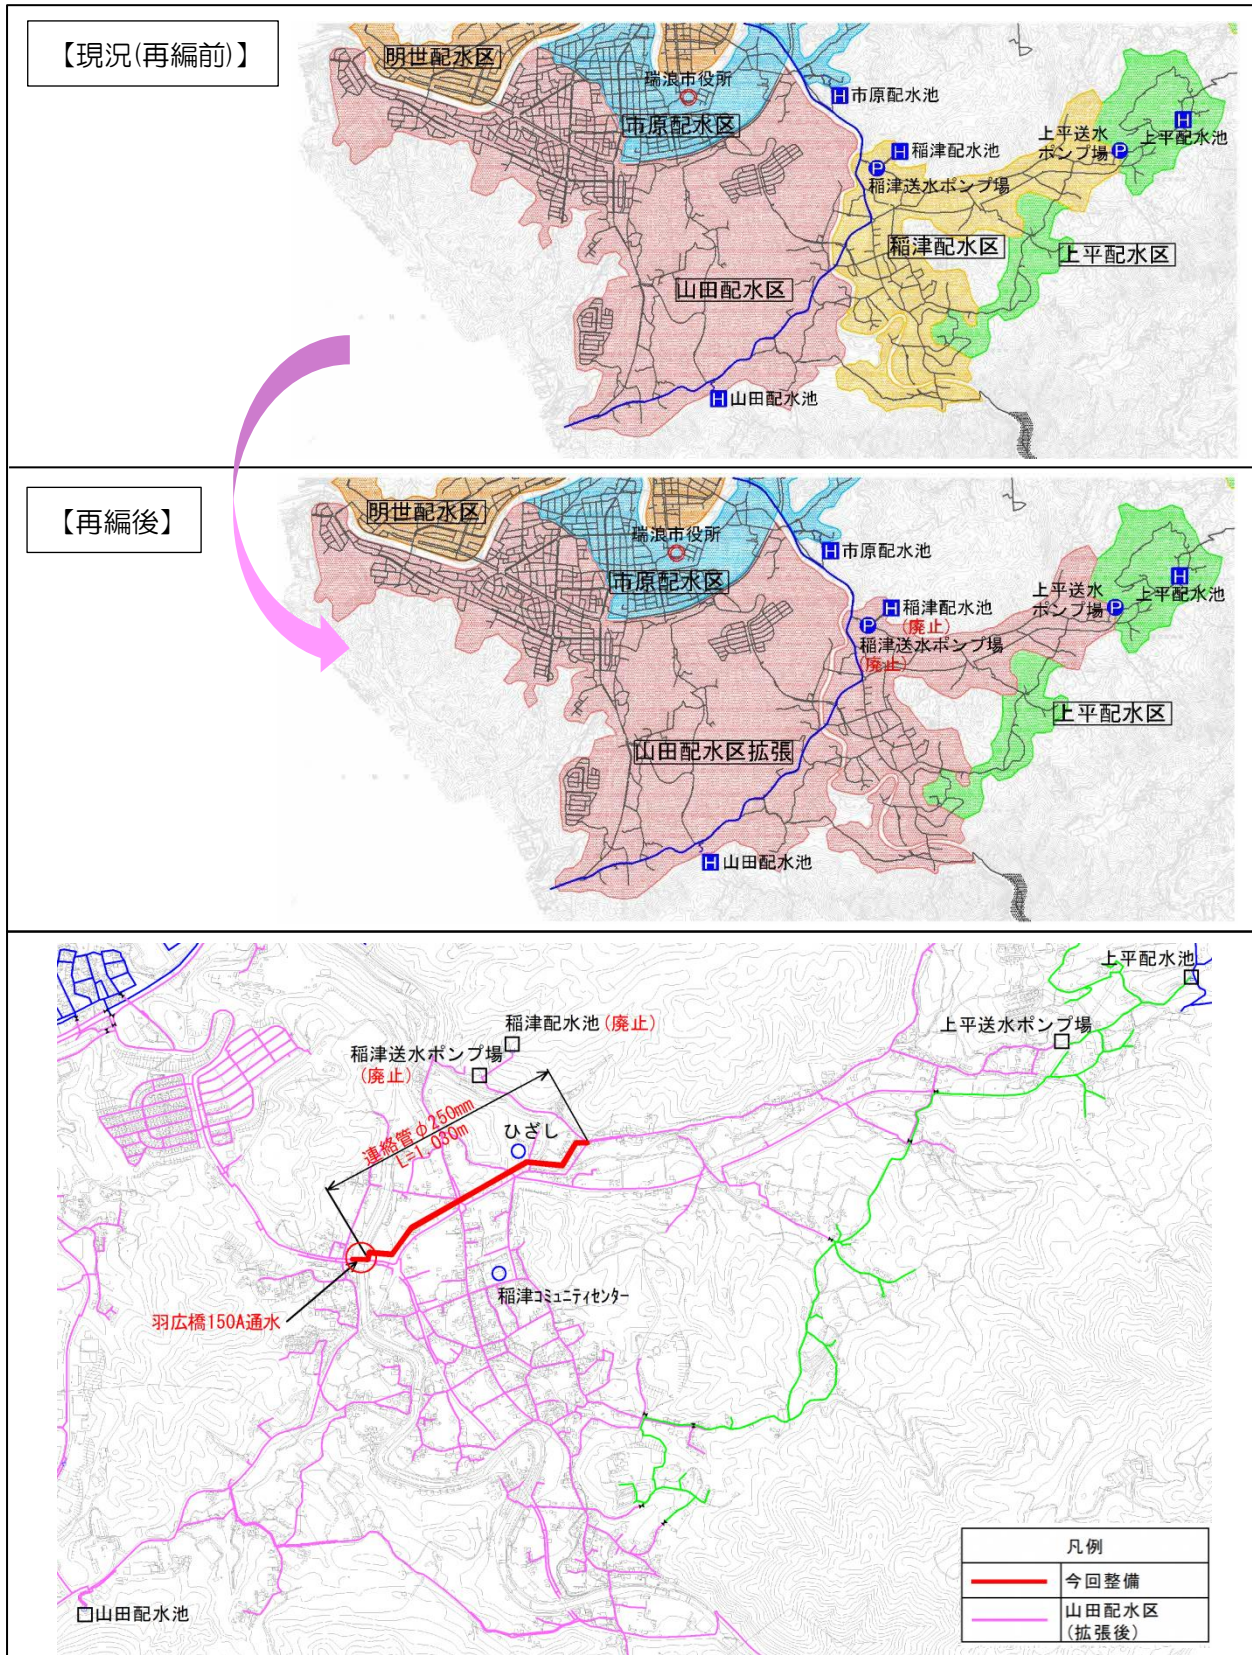 【現況(再編前)】
明世配水区
瑞浪市役所
市原配水区
市原配水池
稲津配水池
稲津送水ポンプ場
上平送水
ポンプ場
上平配水池
稲津配水区
上平配水区
山田配水区
山田配水池
【再編後】
明世配水区
瑞浪市役所
市原配水区
市原配水池
稲津配水池
(廃止)
稲津送水ポンプ場
(廃止)
上平送水
ポンプ場
上平配水池
上平配水区
山田配水区拡張
山田配水池
上平配水池
稲津配水池(廃止)
上平送水ポンプ場
稲津送水ポンプ場
(廃止)
連絡管φ250mm
L=1,030m
ひざし
稲津コミュニティセンター
羽広橋150A通水
山田配水池
凡例
今回整備
山田配水区
(拡張後)